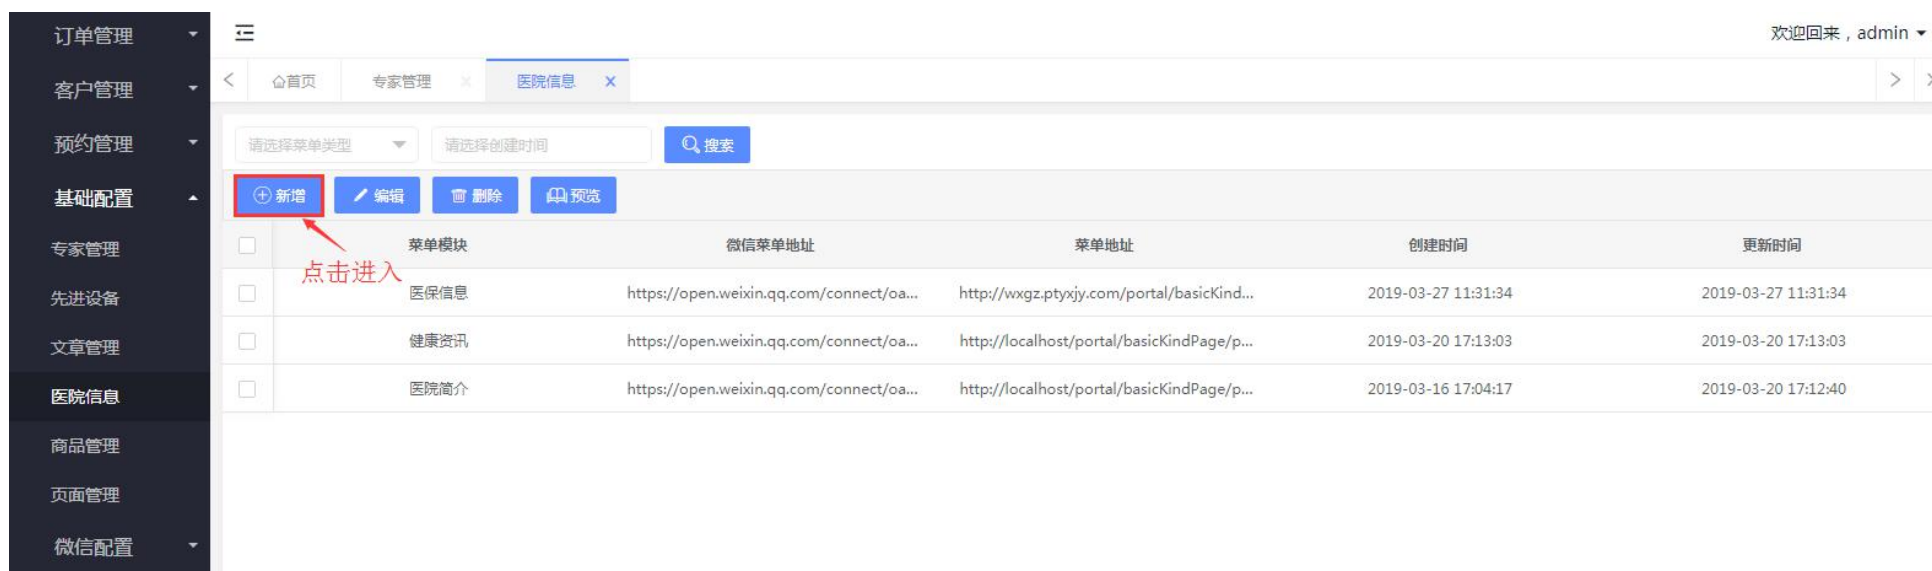 订单管理
欢迎回来，admin
客户管理
首页 专家管理 医院信息
预约管理
请选择菜单类型 请选择创建时间 搜索
基础配置
新增 编辑 删除 预览
专家管理
菜单模块 微信菜单地址 菜单地址 创建时间 更新时间
点击进入
先进设备
医保信息 https://open.weixin.qq.com/connect/oa... http://wxgz.ptyxjy.com/portal/basicKind... 2019-03-27 11:31:34 2019-03-27 11:31:34
文章管理
健康资讯 https://open.weixin.qq.com/connect/oa... http://localhost/portal/basicKindPage/p... 2019-03-20 17:13:03 2019-03-20 17:13:03
医院信息
医院简介 https://open.weixin.qq.com/connect/oa... http://localhost/portal/basicKindPage/p... 2019-03-16 17:04:17 2019-03-20 17:12:40
商品管理
页面管理
微信配置